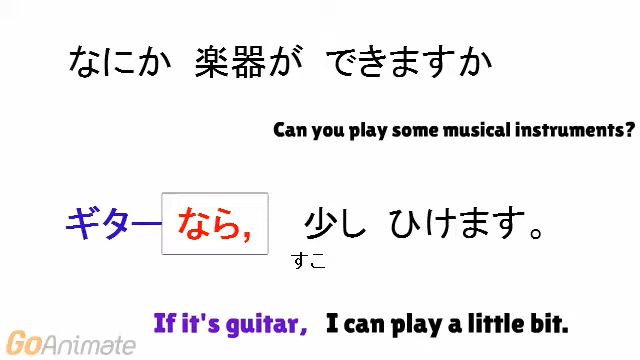 なにか 楽器が できますか
Can you play some musical instruments?
ギターなら, 少し ひけます。
すこ
If it's guitar, I can play a little bit.
GoAnimate